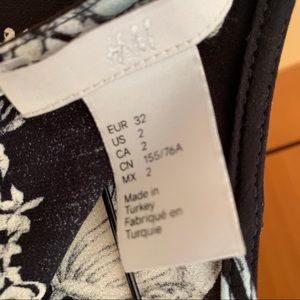 H&M
EUR 32
US 2
CA 2
CN 155/76A
MX 2
Made in
Turkey
Fabriqué en
Turquie